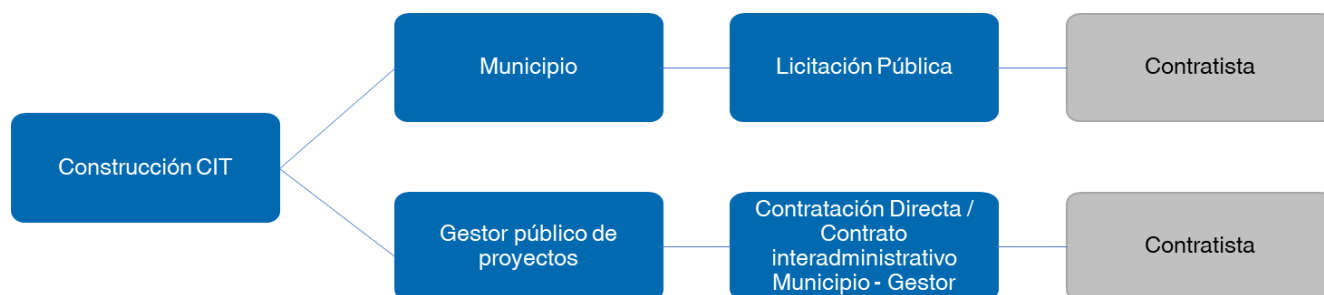 Construcción CIT
Municipio
Licitación Pública
Contratista
Gestor público de
proyectos
Contratación Directa /
Contrato
interadministrativo
Municipio - Gestor
Contratista